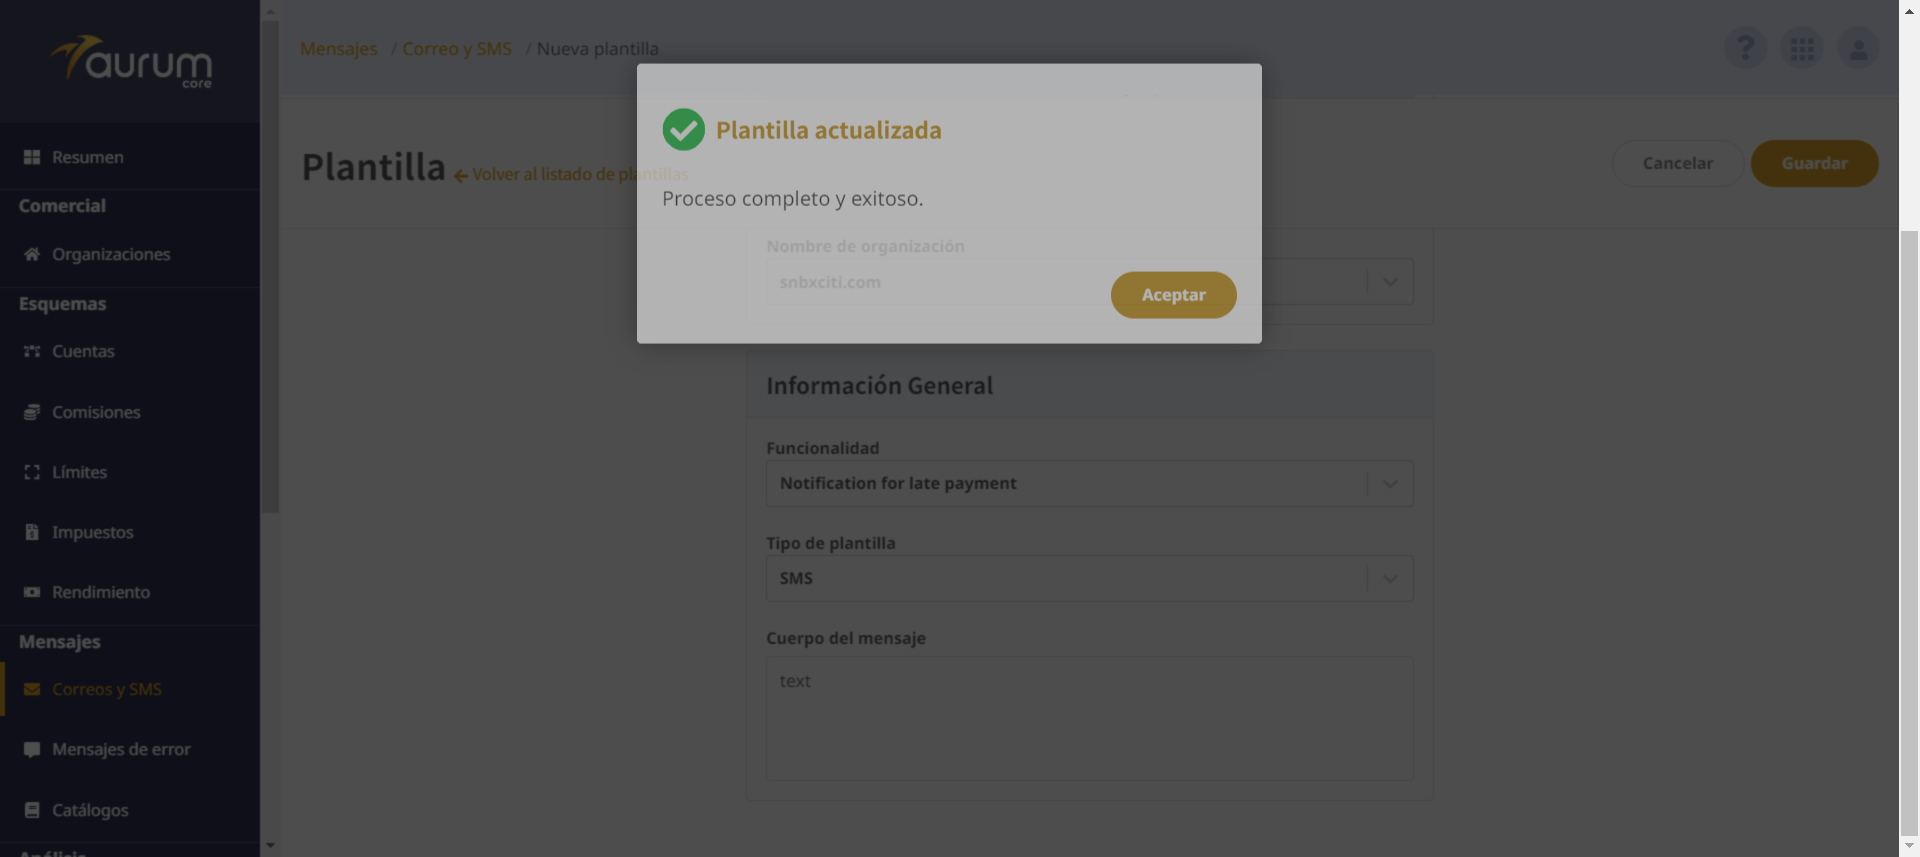 aurum
core
Mensajes / Correo y SMS / Nueva plantilla
?
Plantilla
Volver al listado de plantillas
Cancelar
Guardar
Plantilla actualizada
Proceso completo y exitoso.
Aceptar
Nombre de organización
snbxciti.com
Información General
Funcionalidad
Notification for late payment
Tipo de plantilla
SMS
Cuerpo del mensaje
text
Resumen
Comercial
Organizaciones
Esquemas
Cuentas
Comisiones
Límites
Impuestos
Rendimiento
Mensajes
Correos y SMS
Mensajes de error
Catálogos
Análisis